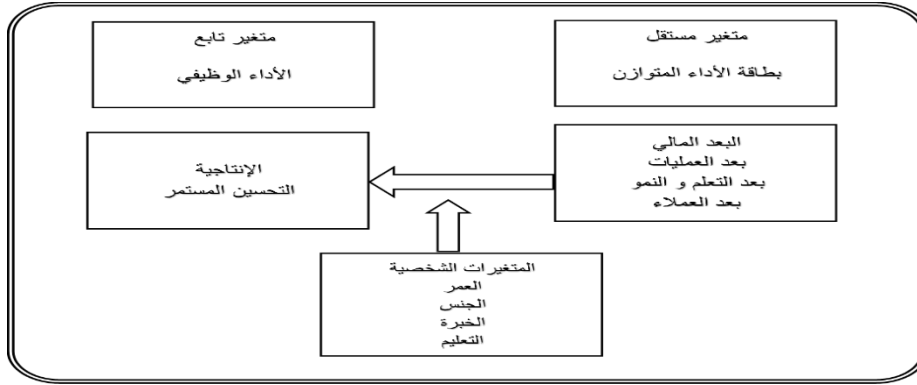 متغير مستقل
بطاقة الأداء المتوازن
متغير تابع
الأداء الوظيفي
البعد المالي
بعد العمليات
بعد التعلم و النمو
بعد العملاء
الإنتاجية
التحسين المستمر
المتغيرات الشخصية
العمر
الجنس
الخبرة
التعليم